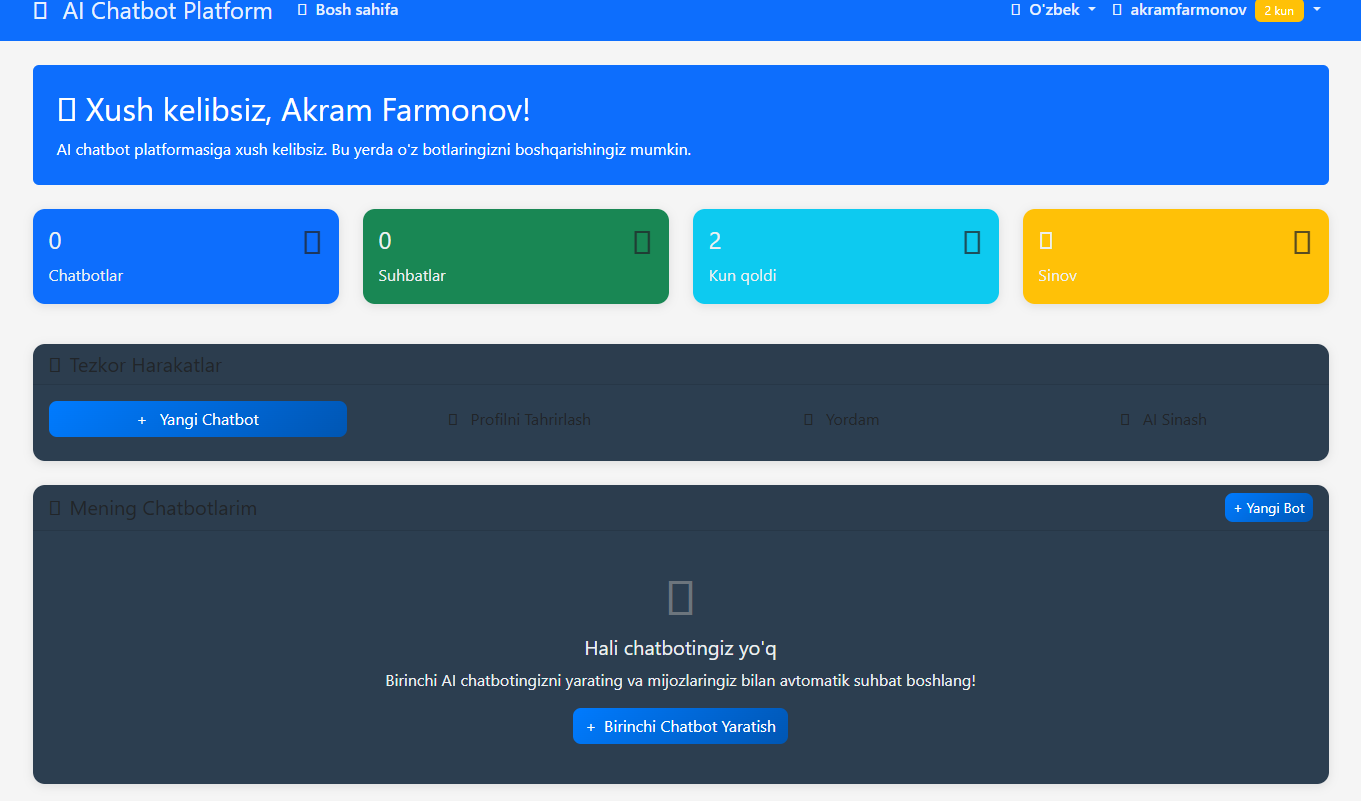 AI Chatbot Platform
Bosh sahifa
O'zbek
akramfarmonov
2 kun
Xush kelibsiz, Akram Farmonov!
AI chatbot platformasiga xush kelibsiz. Bu yerda o'z botlaringizni boshqarishingiz mumkin.
0
Chatbotlar
0
Suhbatlar
2
Kun qoldi
Sinov
Tezkor Harakatlar
+ Yangi Chatbot
Profilni Tahrirlash
Yordam
AI Sinash
Mening Chatbotlarim
+ Yangi Bot
Hali chatbotingiz yo'q
Birinchi AI chatbotingizni yarating va mijozlaringiz bilan avtomatik suhbat boshlang!
+ Birinchi Chatbot Yaratish